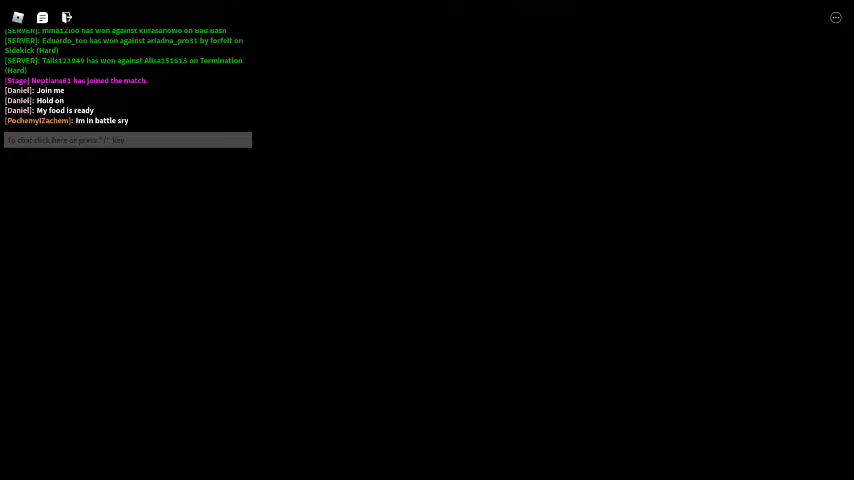 [SERVER]: mina12loo has won against Kurasanowo on Bad Bash
[SERVER]: Eduardo_too has won against ariadna_pro31 by forfeit on
Sidekick (Hard)
[SERVER]: Tails121949 has won against Alisa151613 on Termination
(Hard)
[Stage] Neptians61 has joined the match.
[Daniel]: Join me
[Daniel]: Hold on
[Daniel]: My food is ready
[PochemyIZachem]: Im in battle sry
To chat click here or press "/" key